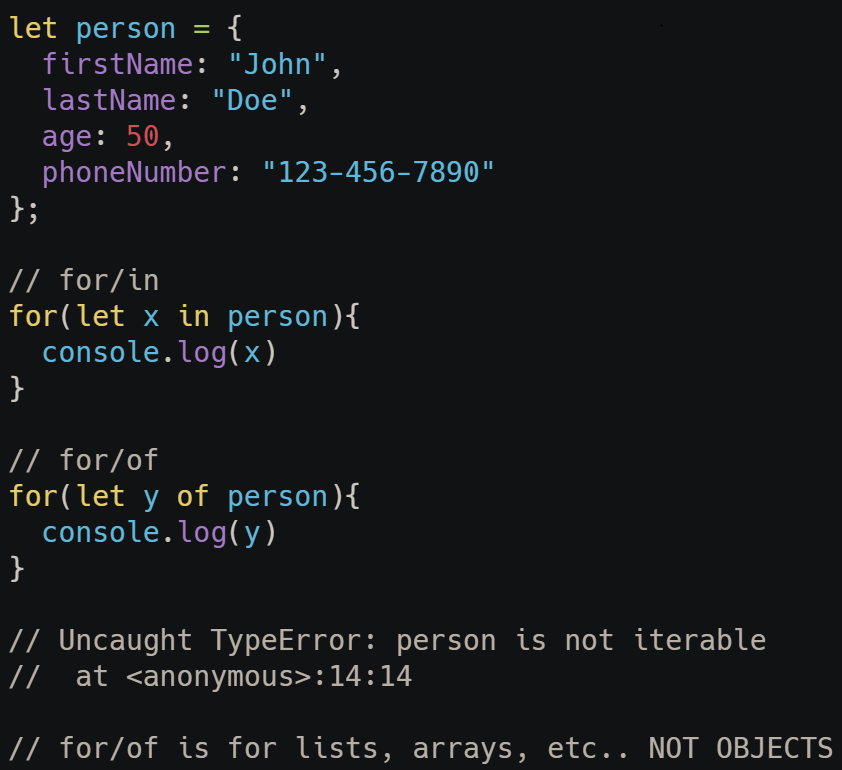 let person = {
  firstName: "John",
  lastName: "Doe",
  age: 50,
  phoneNumber: "123-456-7890"
};

// for/in
for(let x in person){
  console.log(x)
}

// for/of
for(let y of person){
  console.log(y)
}

// Uncaught TypeError: person is not iterable
//  at <anonymous>:14:14

// for/of is for lists, arrays, etc.. NOT OBJECTS